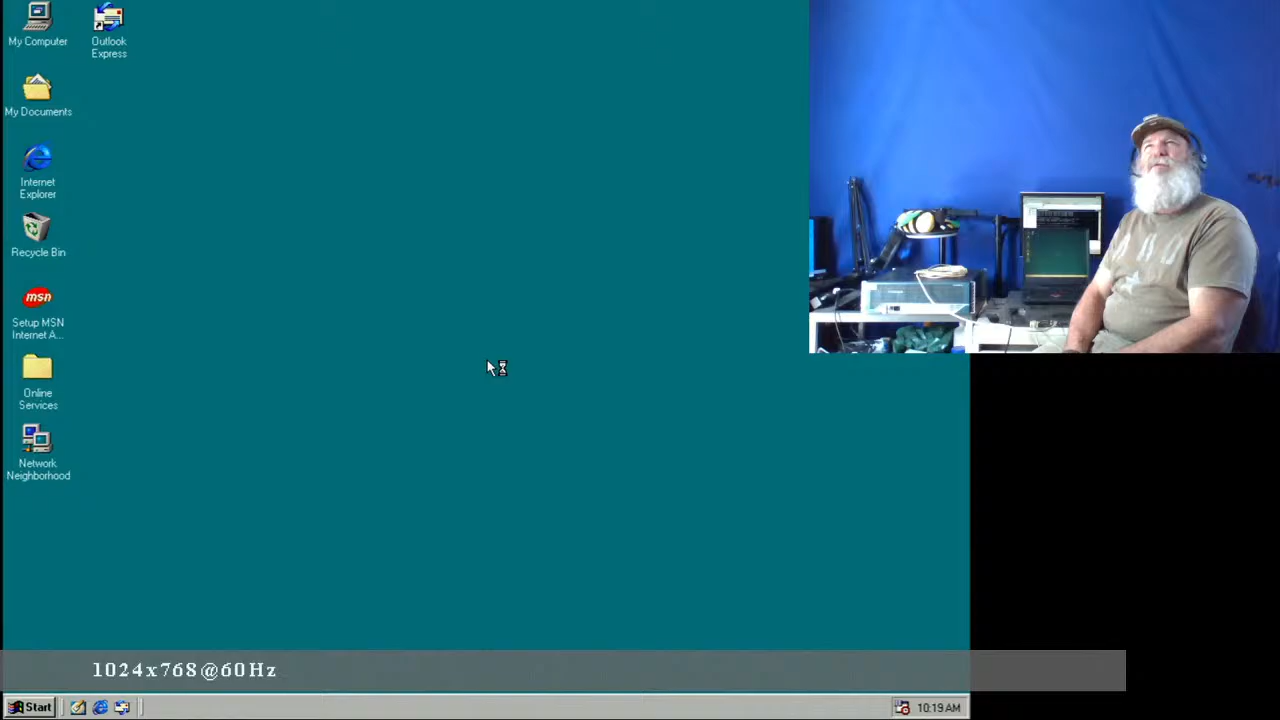 My Computer
Outlook
Express
My Documents
Internet
Explorer
Recycle Bin
msn
Setup MSN
Internet A...
Online
Services
Network
Neighborhood
1024x768@60Hz
Start
10:19 AM